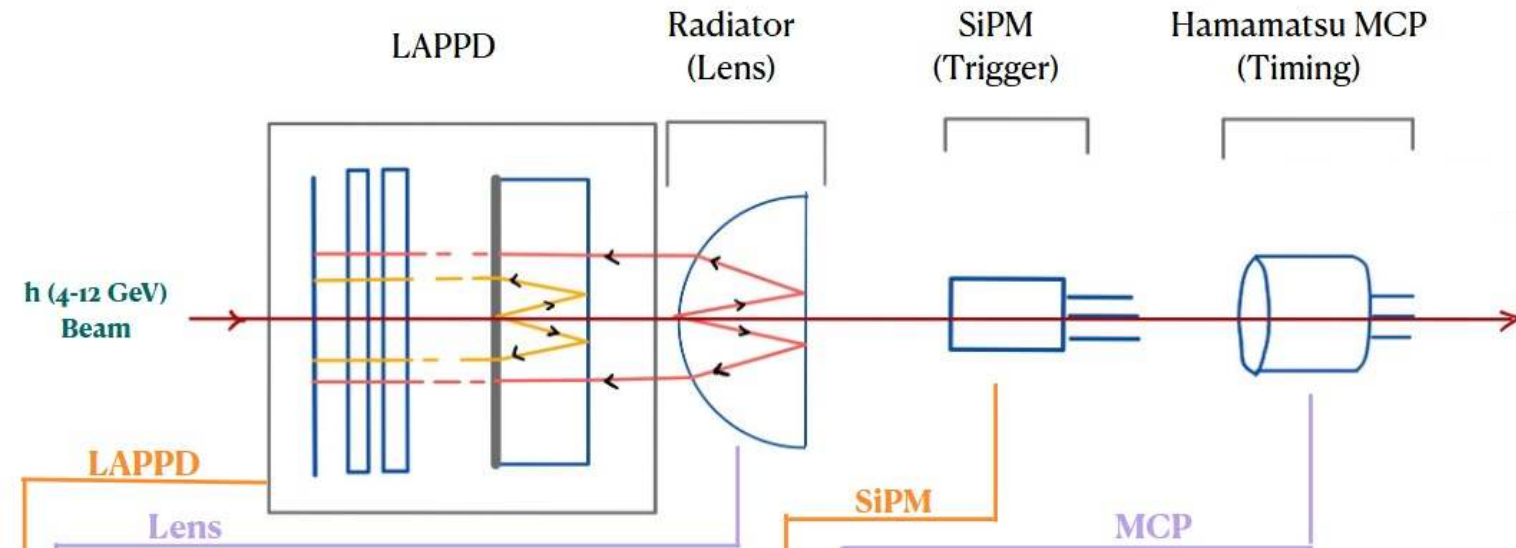 LAPPD
Radiator
(Lens)
SiPM
(Trigger)
Hamamatsu MCP
(Timing)
h (4-12 GeV)
Beam
LAPPD
Lens
SiPM
MCP